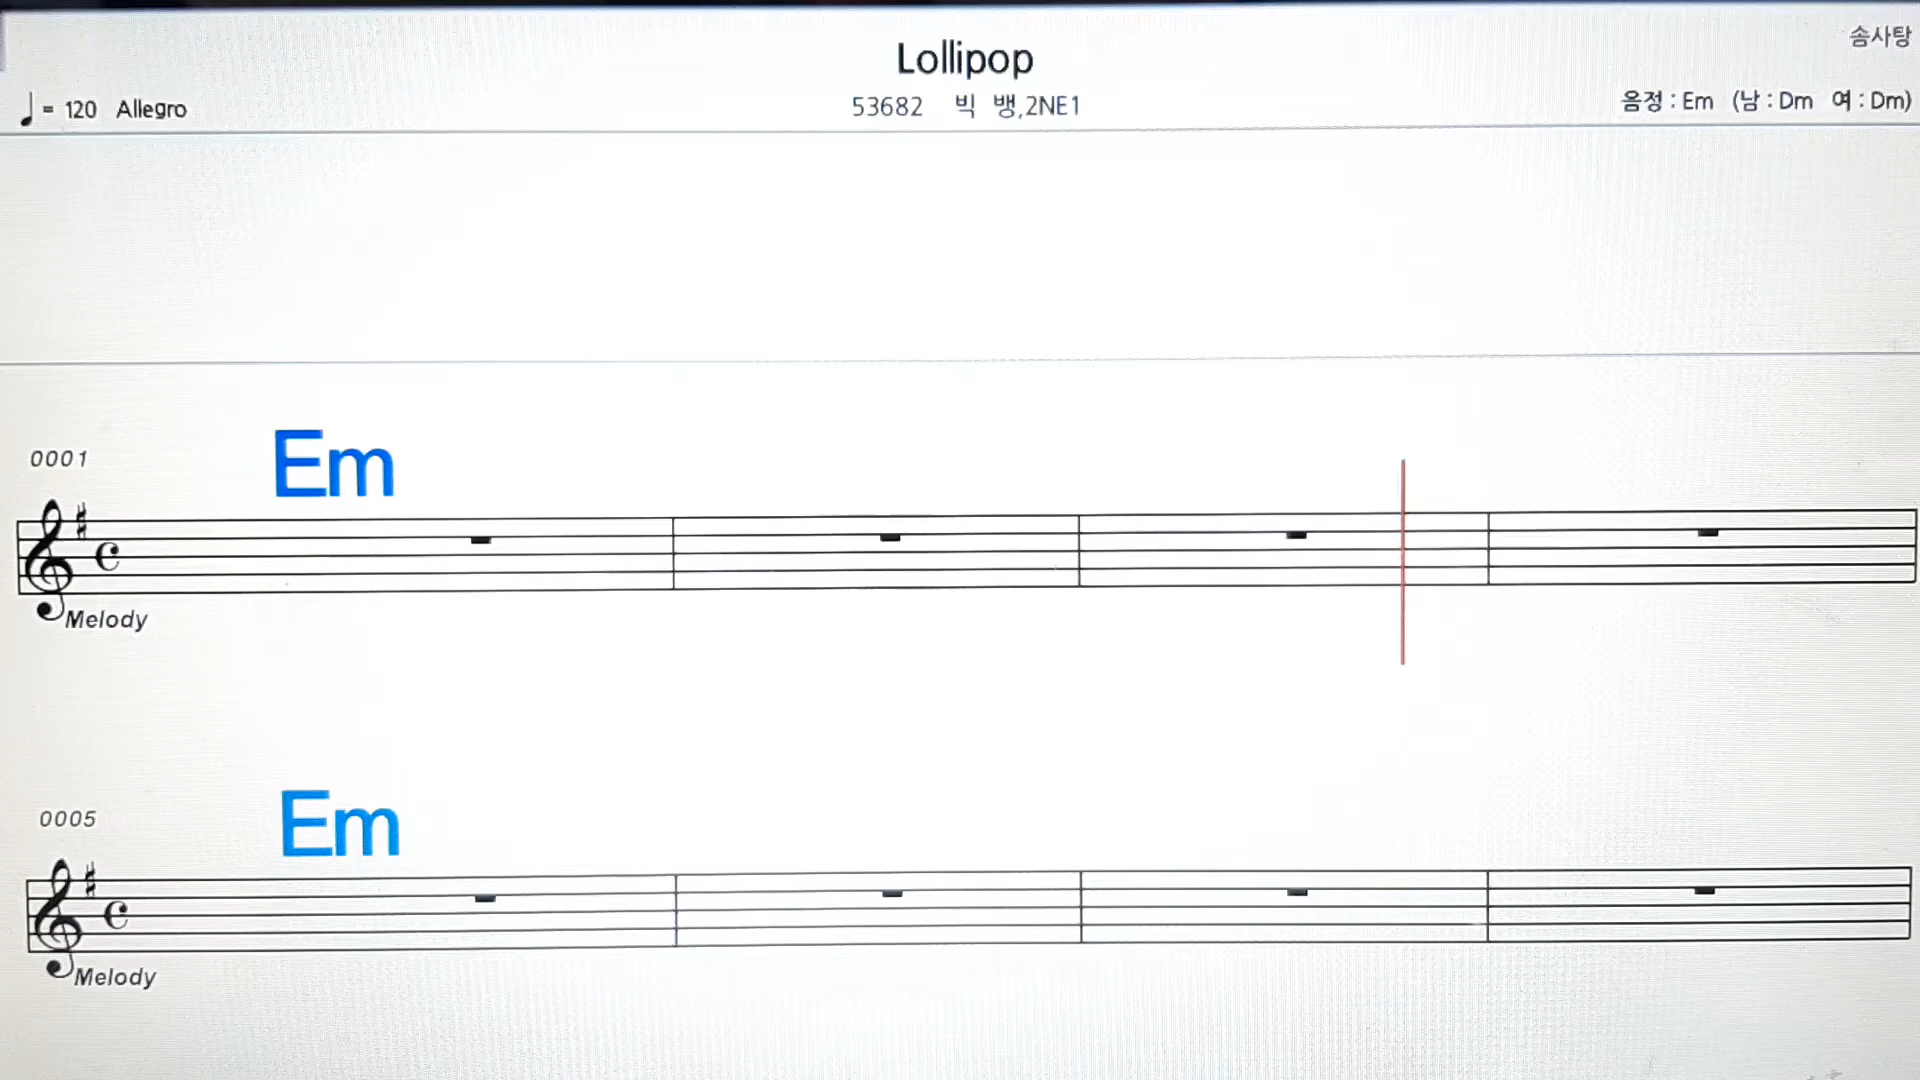 솜사탕
Lollipop
♩ = 120 Allegro
53682 빅 뱅,2NE1
음정 : Em (남 : Dm 여 : Dm)
0001
Em
Melody
0005
Em
Melody